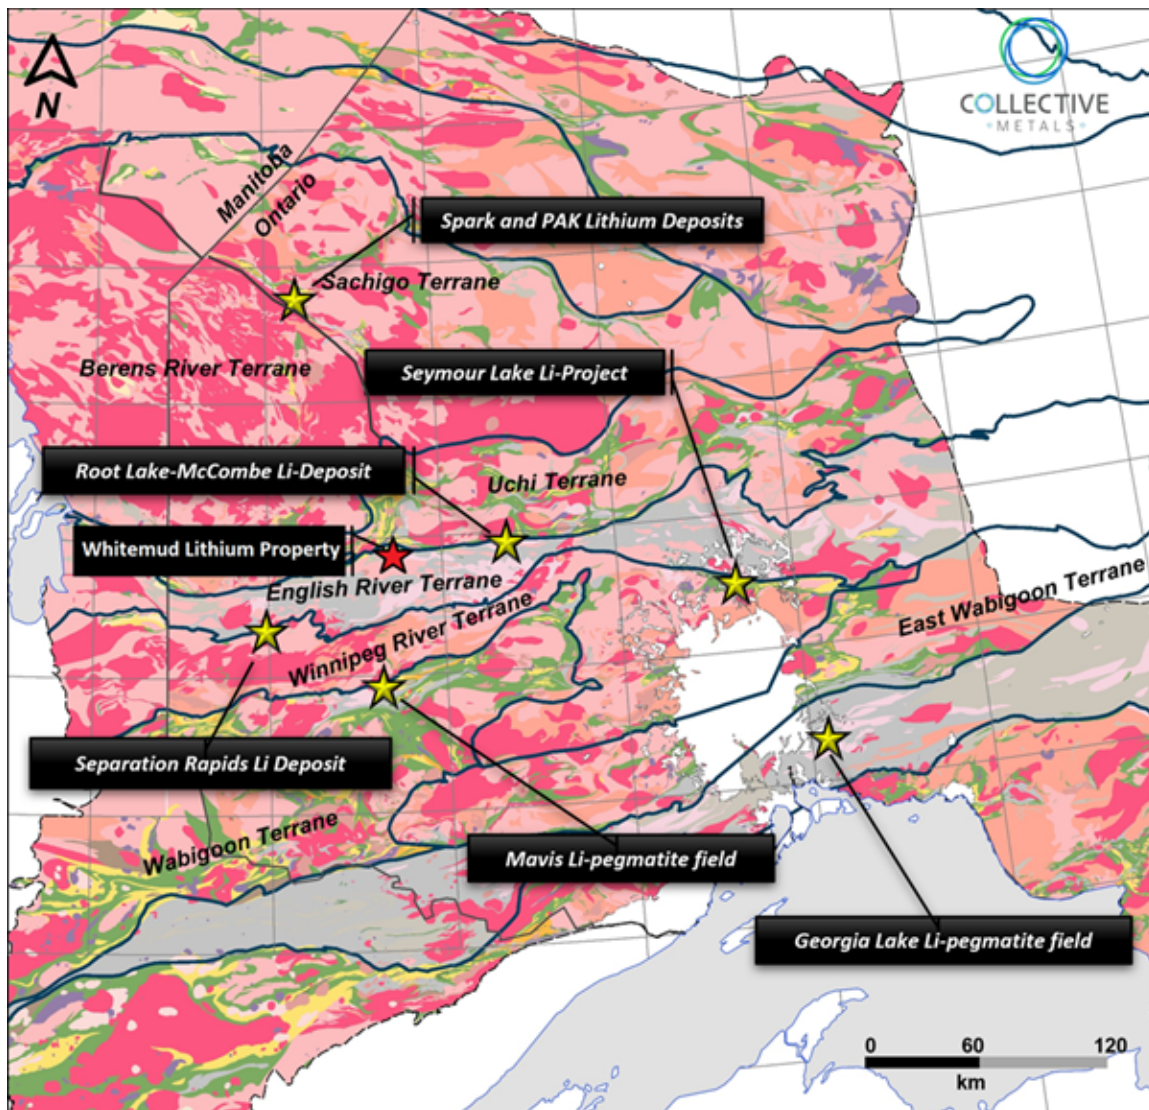 N
COLLECTIVE
METALS
Manitoba
Ontario
Spark and PAK Lithium Deposits
Sachigo Terrane
Berens River Terrane
Seymour Lake Li-Project
Root Lake-McCombe Li-Deposit
Uchi Terrane
Whitemud Lithium Property
English River Terrane
East Wabigoon Terrane
Winnipeg River Terrane
Separation Rapids Li Deposit
Wabigoon Terrane
Mavis Li-pegmatite field
Georgia Lake Li-pegmatite field
0 60 120
km